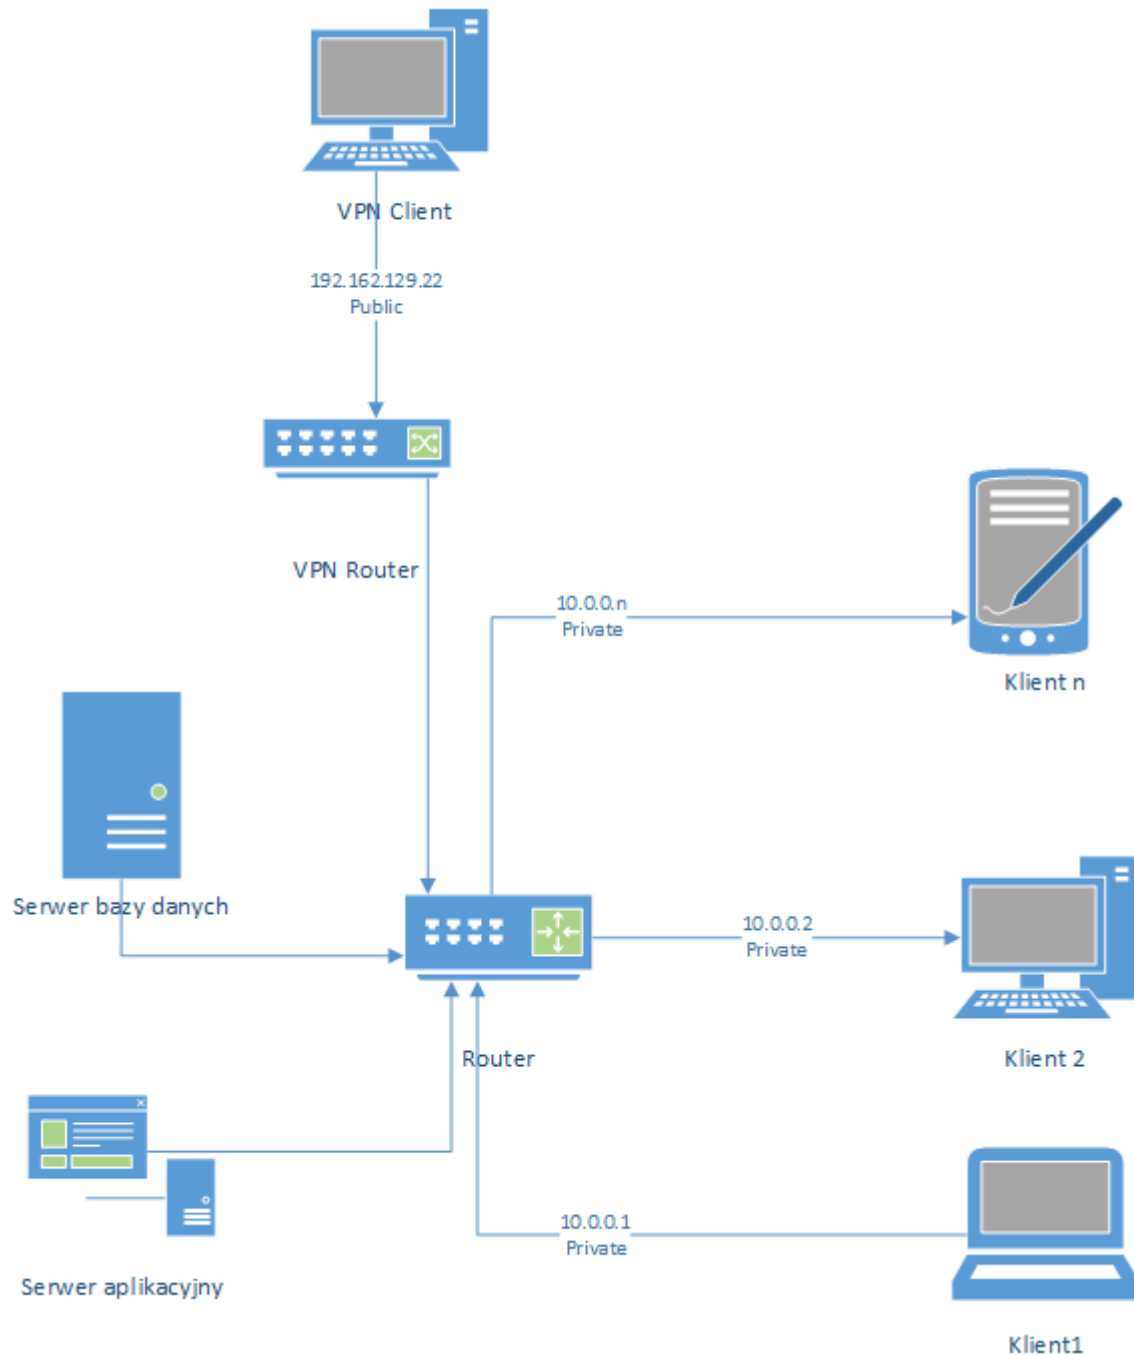 VPN Client
192.162.129.22
Public
VPN Router
10.0.0.n
Private
Klient n
Serwer bazy danych
10.0.0.2
Private
Router
Klient 2
10.0.0.1
Private
Serwer aplikacyjny
Klient1